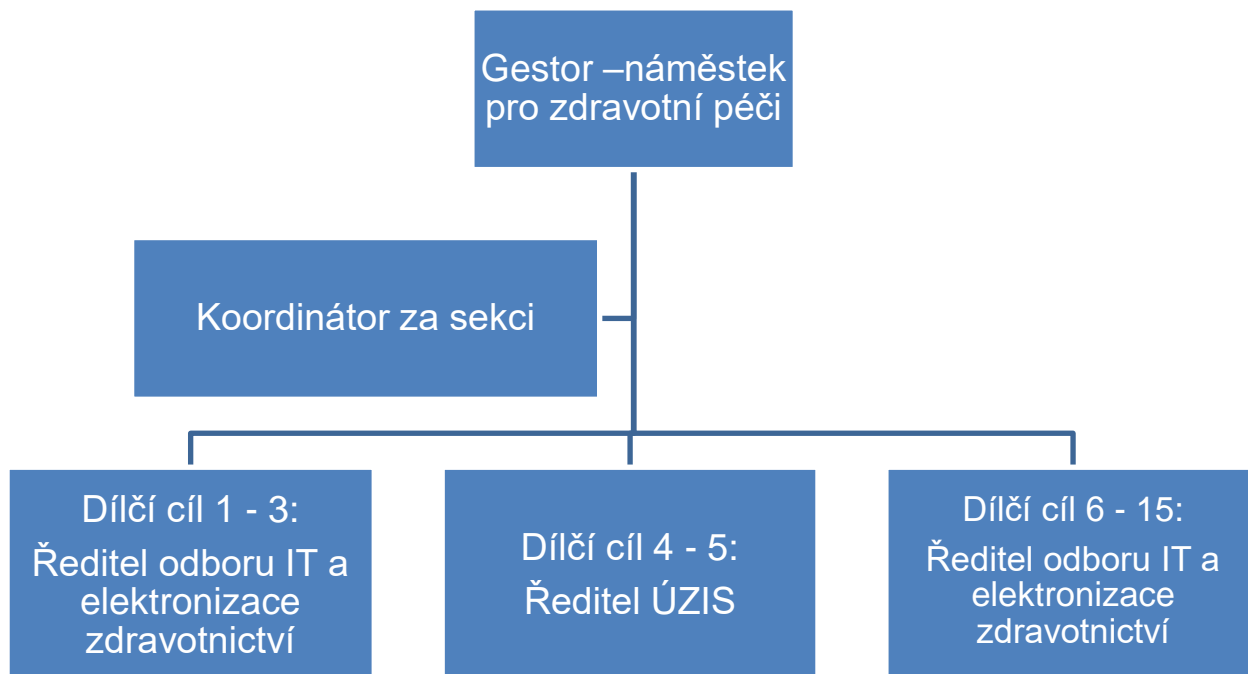 Gestor –náměstek
pro zdravotní péči
Koordinátor za sekci
Dílčí cíl 1 - 3:
Ředitel odboru IT a
elektronizace
zdravotnictví
Dílčí cíl 4 - 5:
Ředitel ÚZIS
Dílčí cíl 6 - 15:
Ředitel odboru IT a
elektronizace
zdravotnictví